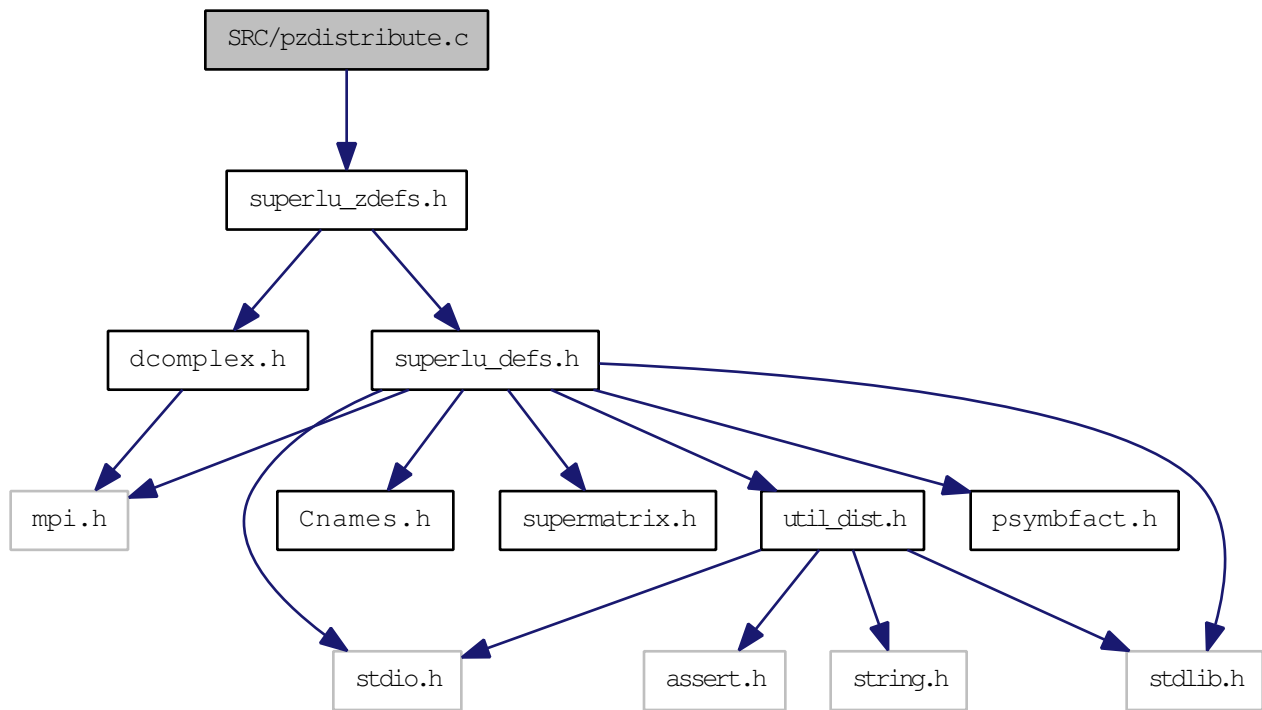 SRC/pzdistribute.c
superlu_zdefs.h
dcomplex.h
superlu_defs.h
mpi.h
Cnames.h
supermatrix.h
util_dist.h
psymbfact.h
stdio.h
assert.h
string.h
stdlib.h